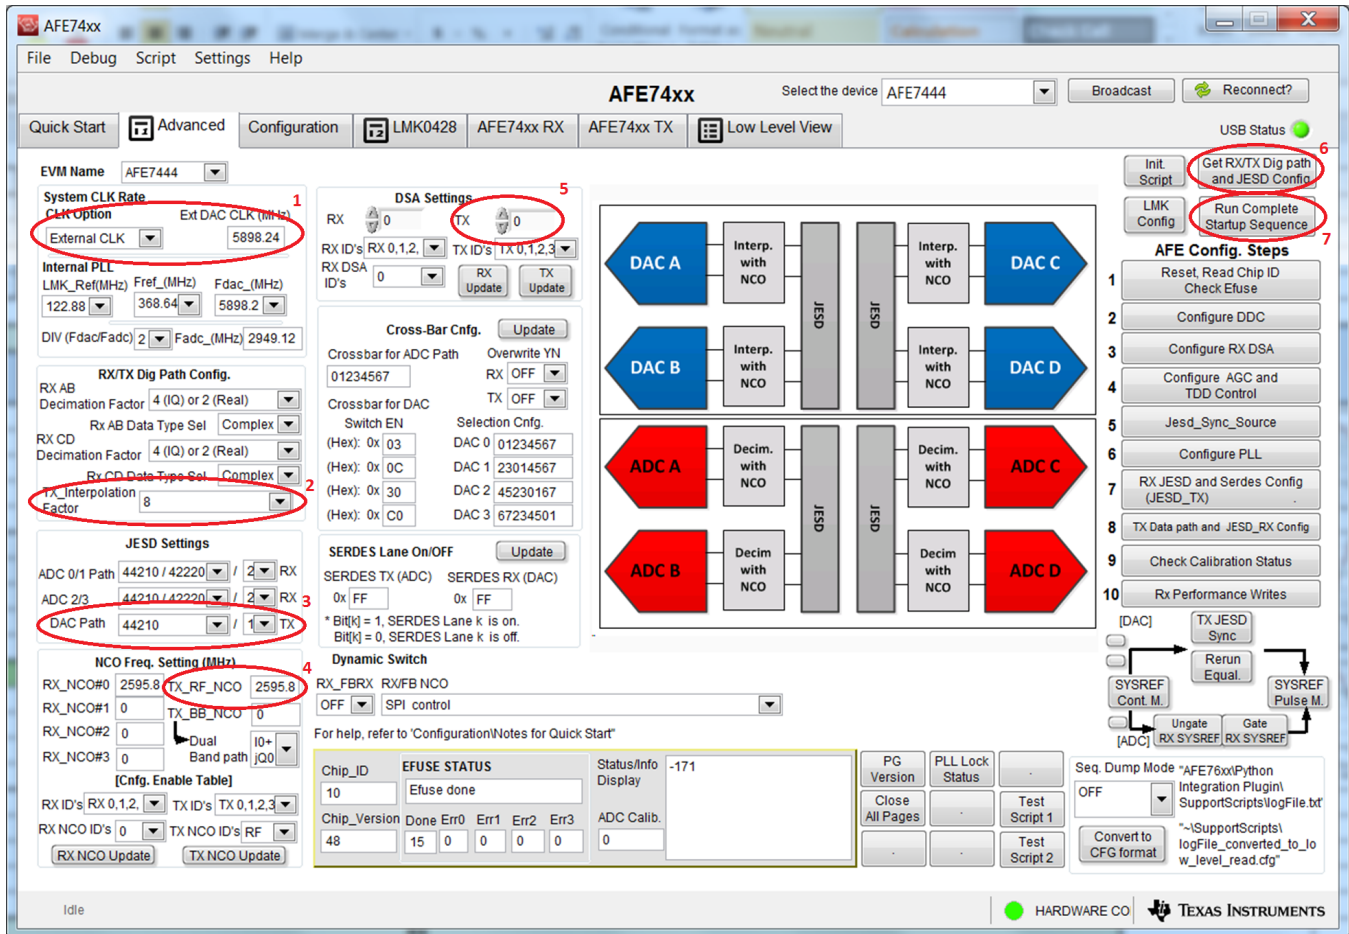 AFE74xx
File Debug Script Settings Help
AFE74xx
Select the device AFE7444
Broadcast
Reconnect?
Quick Start
Advanced
Configuration
LMK0428
AFE74xx RX
AFE74xx TX
Low Level View
USB Status
EVM Name AFE7444
System CLK Rate
CLK Option Ext DAC CLK (MHz)
1
External CLK 5898.24
Internal PLL
LMK_Ref(MHz) Fref_(MHz) Fdac_(MHz)
122.88 368.64 5898.2
DIV (Fdac/Fadc) 2 Fadc_(MHz) 2949.12
RX/TX Dig Path Config.
RX AB
Decimation Factor 4 (IQ) or 2 (Real)
Rx AB Data Type Sel Complex
RX CD
Decimation Factor 4 (IQ) or 2 (Real)
Rx CD Data Type Sel Complex
TX_Interpolation
Factor 8
2
JESD Settings
ADC 0/1 Path 44210 / 42220 / 2 RX
ADC 2/3 44210 / 42220 / 2 RX
3
DAC Path 44210 / 1 TX
NCO Freq. Setting (MHz)
4
RX_NCO#0 2595.8 TX_RF_NCO 2595.8
RX_NCO#1 0 TX_BB_NCO 0
RX_NCO#2 0 Dual I0+
RX_NCO#3 0 Band path jQ0
[Cnfg. Enable Table]
RX ID's RX 0,1,2, TX ID's TX 0,1,2,3
RX NCO ID's 0 TX NCO ID's RF
RX NCO Update TX NCO Update
DSA Settings
5
RX 0 TX 0
RX ID's RX 0,1,2, TX ID's TX 0,1,2,3
RX DSA
ID's 0
RX
Update
TX
Update
Cross-Bar Cnfg. Update
Crossbar for ADC Path Overwrite YN
01234567 RX OFF
Crossbar for DAC TX OFF
Switch EN Selection Cnfg.
(Hex): 0x 03 DAC 0 01234567
(Hex): 0x 0C DAC 1 23014567
(Hex): 0x 30 DAC 2 45230167
(Hex): 0x C0 DAC 3 67234501
SERDES Lane On/OFF Update
SERDES TX (ADC) SERDES RX (DAC)
0x FF 0x FF
* Bit[k] = 1, SERDES Lane k is on.
Bit[k] = 0, SERDES Lane k is off.
Dynamic Switch
RX_FBRX RX/FB NCO
OFF SPI control
For help, refer to 'Configuration\Notes for Quick Start"
DAC A
Interp.
with
NCO
JESD
JESD
Interp.
with
NCO
DAC C
DAC B
Interp.
with
NCO
Interp.
with
NCO
DAC D
ADC A
Decim.
with
NCO
JESD
JESD
Decim.
with
NCO
ADC C
ADC B
Decim
with
NCO
Decim
with
NCO
ADC D
Init.
Script
Get RX/TX Dig path
and JESD Config
6
LMK
Config
Run Complete
Startup Sequence
7
AFE Config. Steps
1 Reset, Read Chip ID
Check Efuse
2 Configure DDC
3 Configure RX DSA
4 Configure AGC and
TDD Control
5 Jesd_Sync_Source
6 Configure PLL
7 RX JESD and Serdes Config
(JESD_TX) .
8 TX Data path and JESD_RX Config
9 Check Calibration Status
10 Rx Performance Writes
[DAC]
TX JESD
Sync
Rerun
Equal.
SYSREF
Cont. M.
SYSREF
Pulse M.
[ADC]
Ungate
RX SYSREF
Gate
RX SYSREF
Chip_ID
10
Chip_Version
48
EFUSE STATUS
Efuse done
Done Err0 Err1 Err2 Err3
15 0 0 0 0
Status/Info
Display
-171
ADC Calib.
0
PG
Version
PLL Lock
Status
.
Close
All Pages
.
Test
Script 1
.
.
Test
Script 2
Seq. Dump Mode
OFF
Convert to
CFG format
"AFE76xx\Python
Integration Plugin\
SupportScripts\logFile.txt'
"~\SupportScripts\
logFile_converted_to_lo
w_level_read.cfg"
Idle
HARDWARE CO
TEXAS INSTRUMENTS